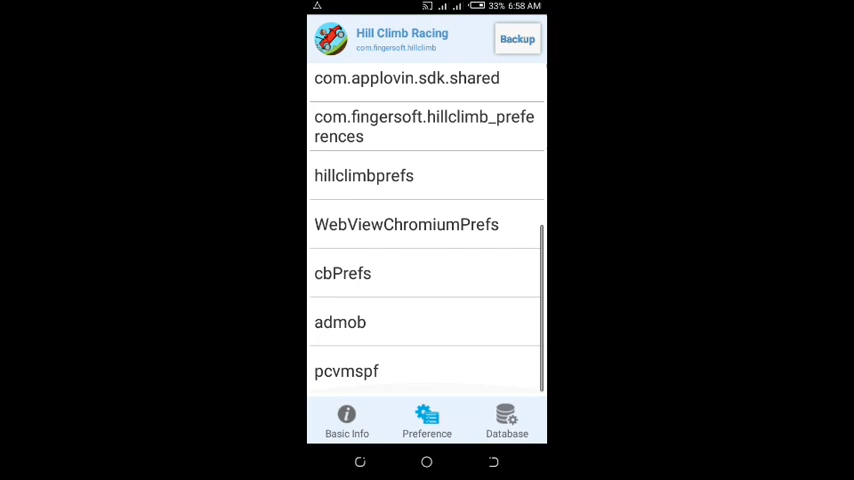 33% 6:58 AM
Hill Climb Racing
com.fingersoft.hillclimb
Backup
com.applovin.sdk.shared
com.fingersoft.hillclimb_prefe
rences
hillclimbprefs
WebViewChromiumPrefs
cbPrefs
admob
pcvmspf
Basic Info
Preference
Database